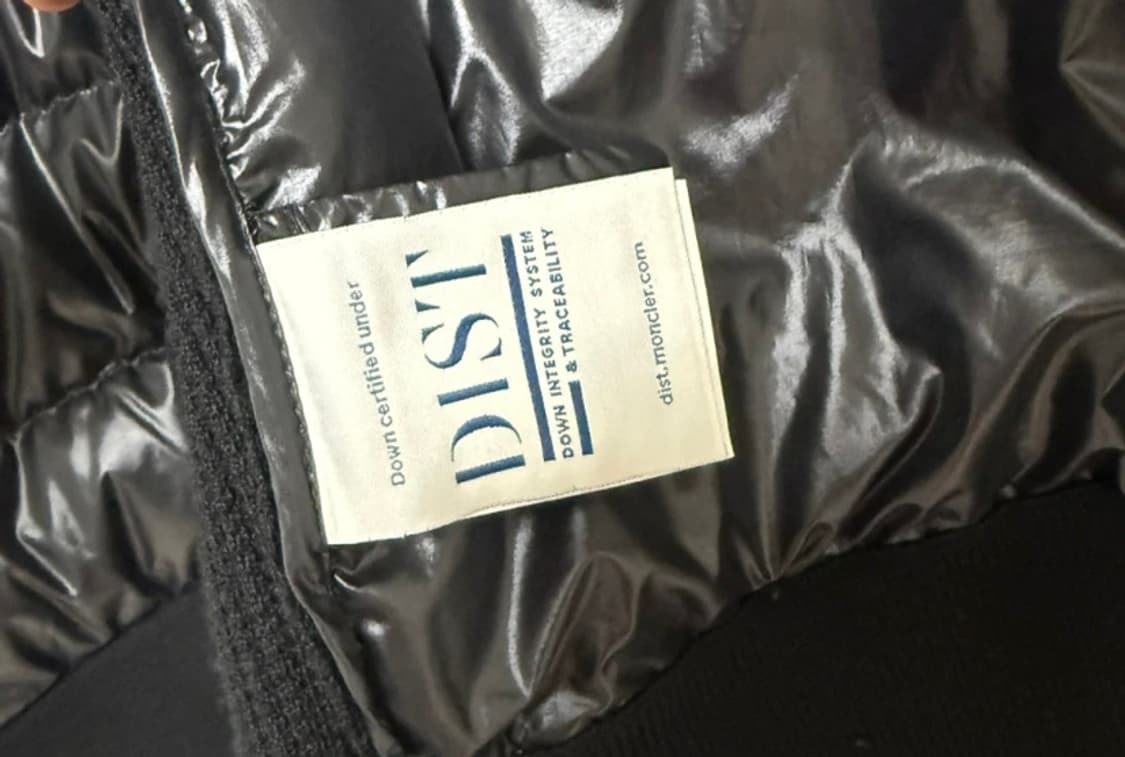 Down certified under
DIST
DOWN INTEGRITY SYSTEM
& TRACEABILITY
dist.moncler.com